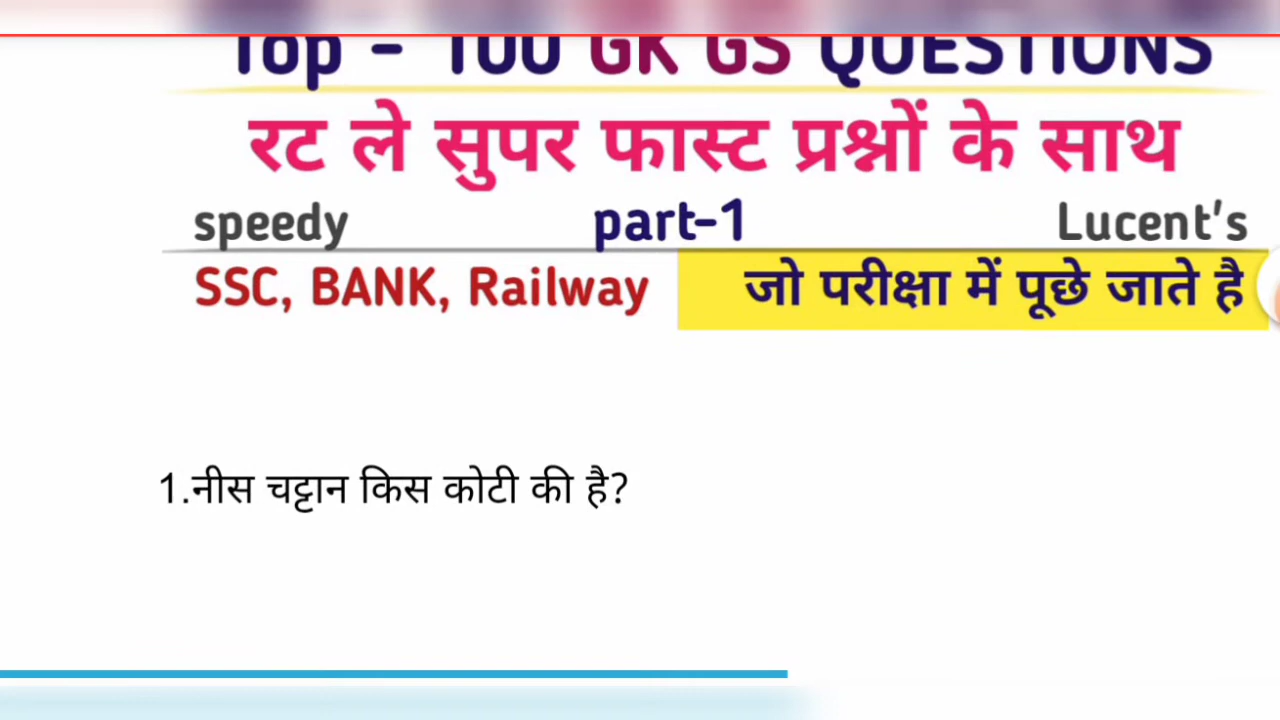 Top - 100 GK GS QUESTIONS
रट ले सुपर फास्ट प्रश्नों के साथ
speedy part-1 Lucent's
SSC, BANK, Railway जो परीक्षा में पूछे जाते है
1.नीस चट्टान किस कोटी की है?